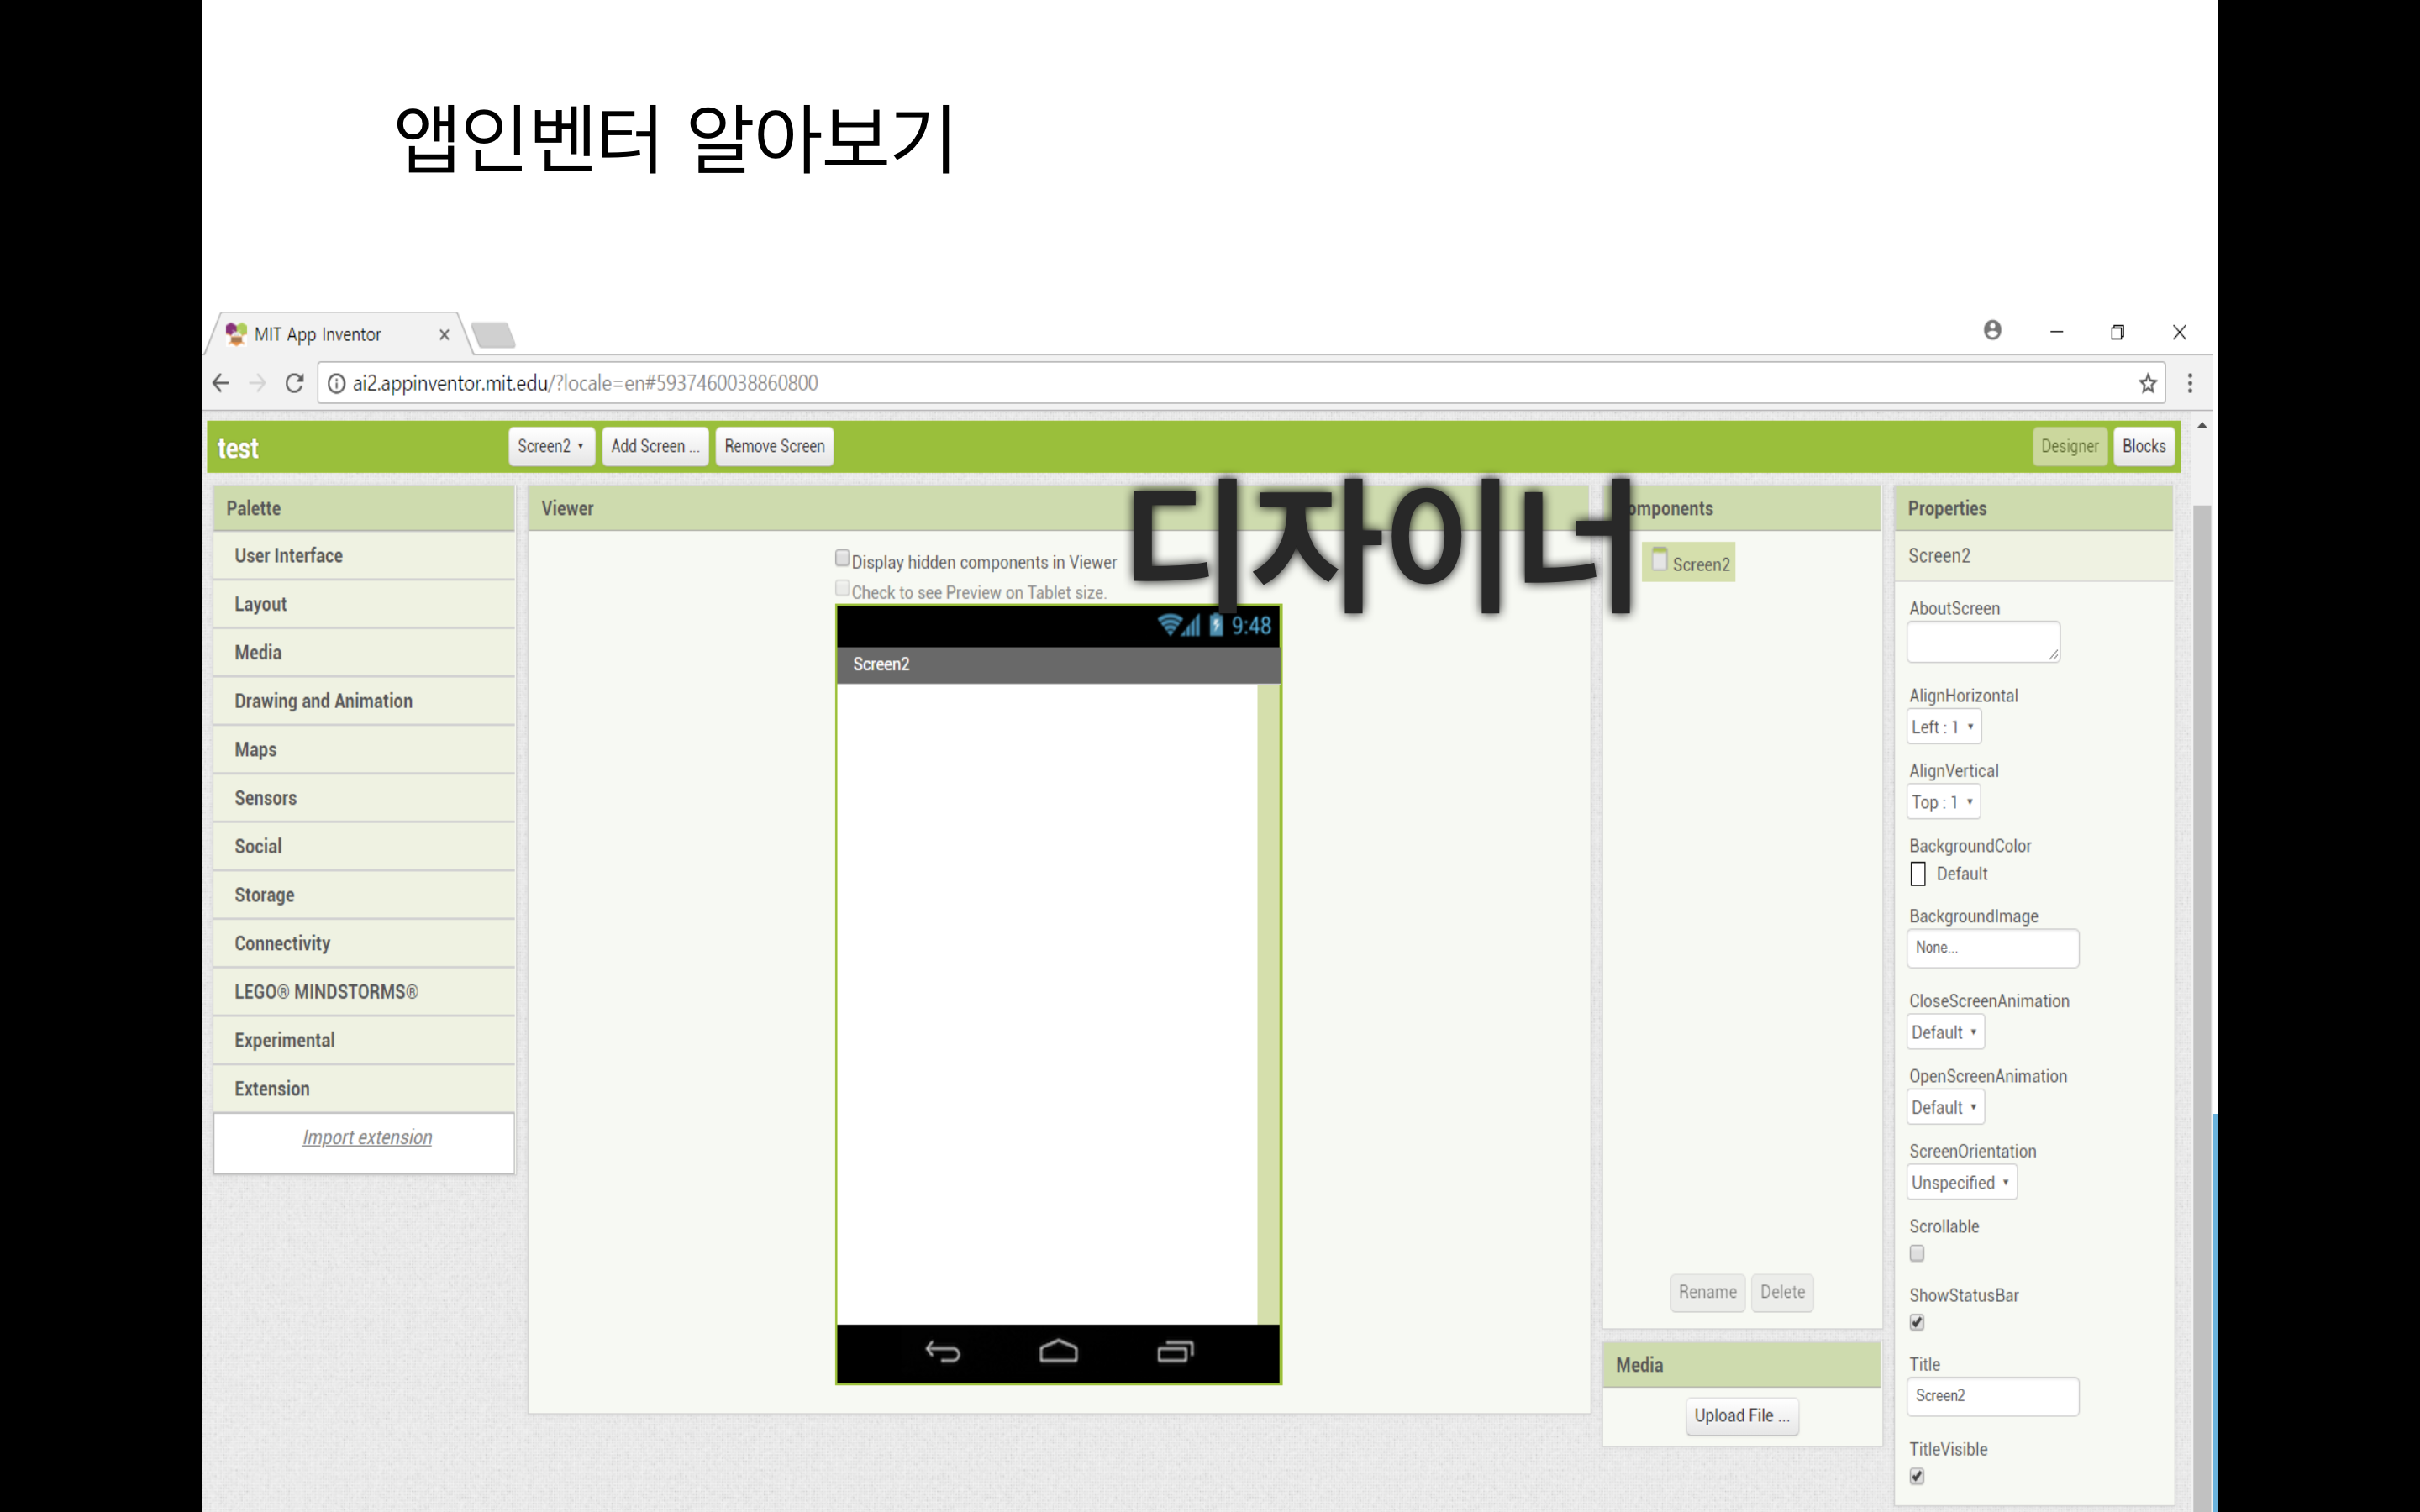 앱인벤터 알아보기
MIT App Inventor
ai2.appinventor.mit.edu/?locale=en#5937460038860800
test
Screen2
Add Screen ...
Remove Screen
Designer
Blocks
Palette
User Interface
Layout
Media
Drawing and Animation
Maps
Sensors
Social
Storage
Connectivity
LEGO® MINDSTORMS®
Experimental
Extension
Import extension
Viewer
디자이너
Display hidden components in Viewer
Check to see Preview on Tablet size.
9:48
Screen2
omponents
Screen2
Rename
Delete
Media
Upload File ...
Properties
Screen2
AboutScreen
AlignHorizontal
Left : 1
AlignVertical
Top : 1
BackgroundColor
Default
BackgroundImage
None...
CloseScreenAnimation
Default
OpenScreenAnimation
Default
ScreenOrientation
Unspecified
Scrollable
ShowStatusBar
Title
Screen2
TitleVisible